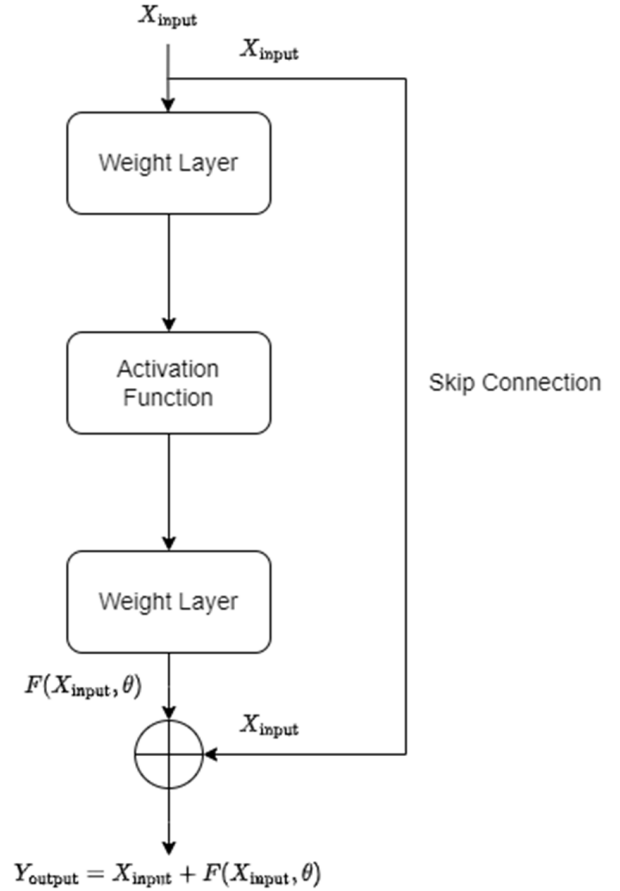 X_input
X_input
Weight Layer
Activation
Function
Skip Connection
Weight Layer
F(X_input, θ)
X_input
Y_output = X_input + F(X_input, θ)